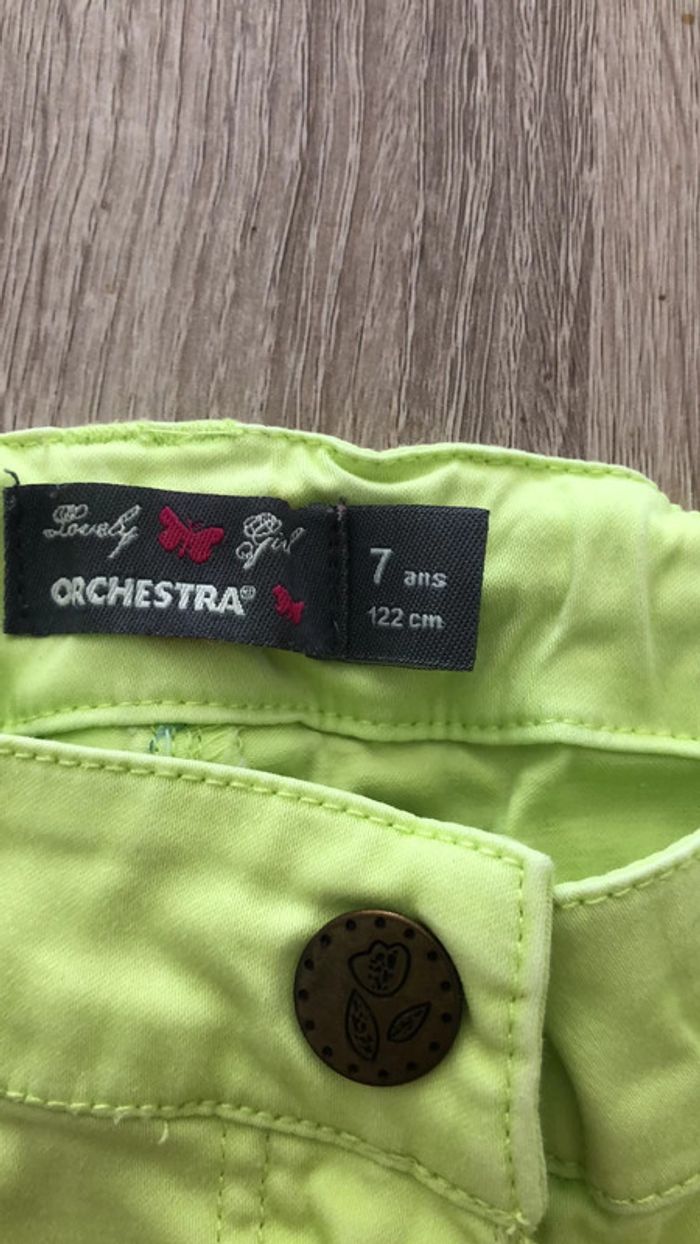 Lovely Girl
ORCHESTRA®
7 ans
122 cm